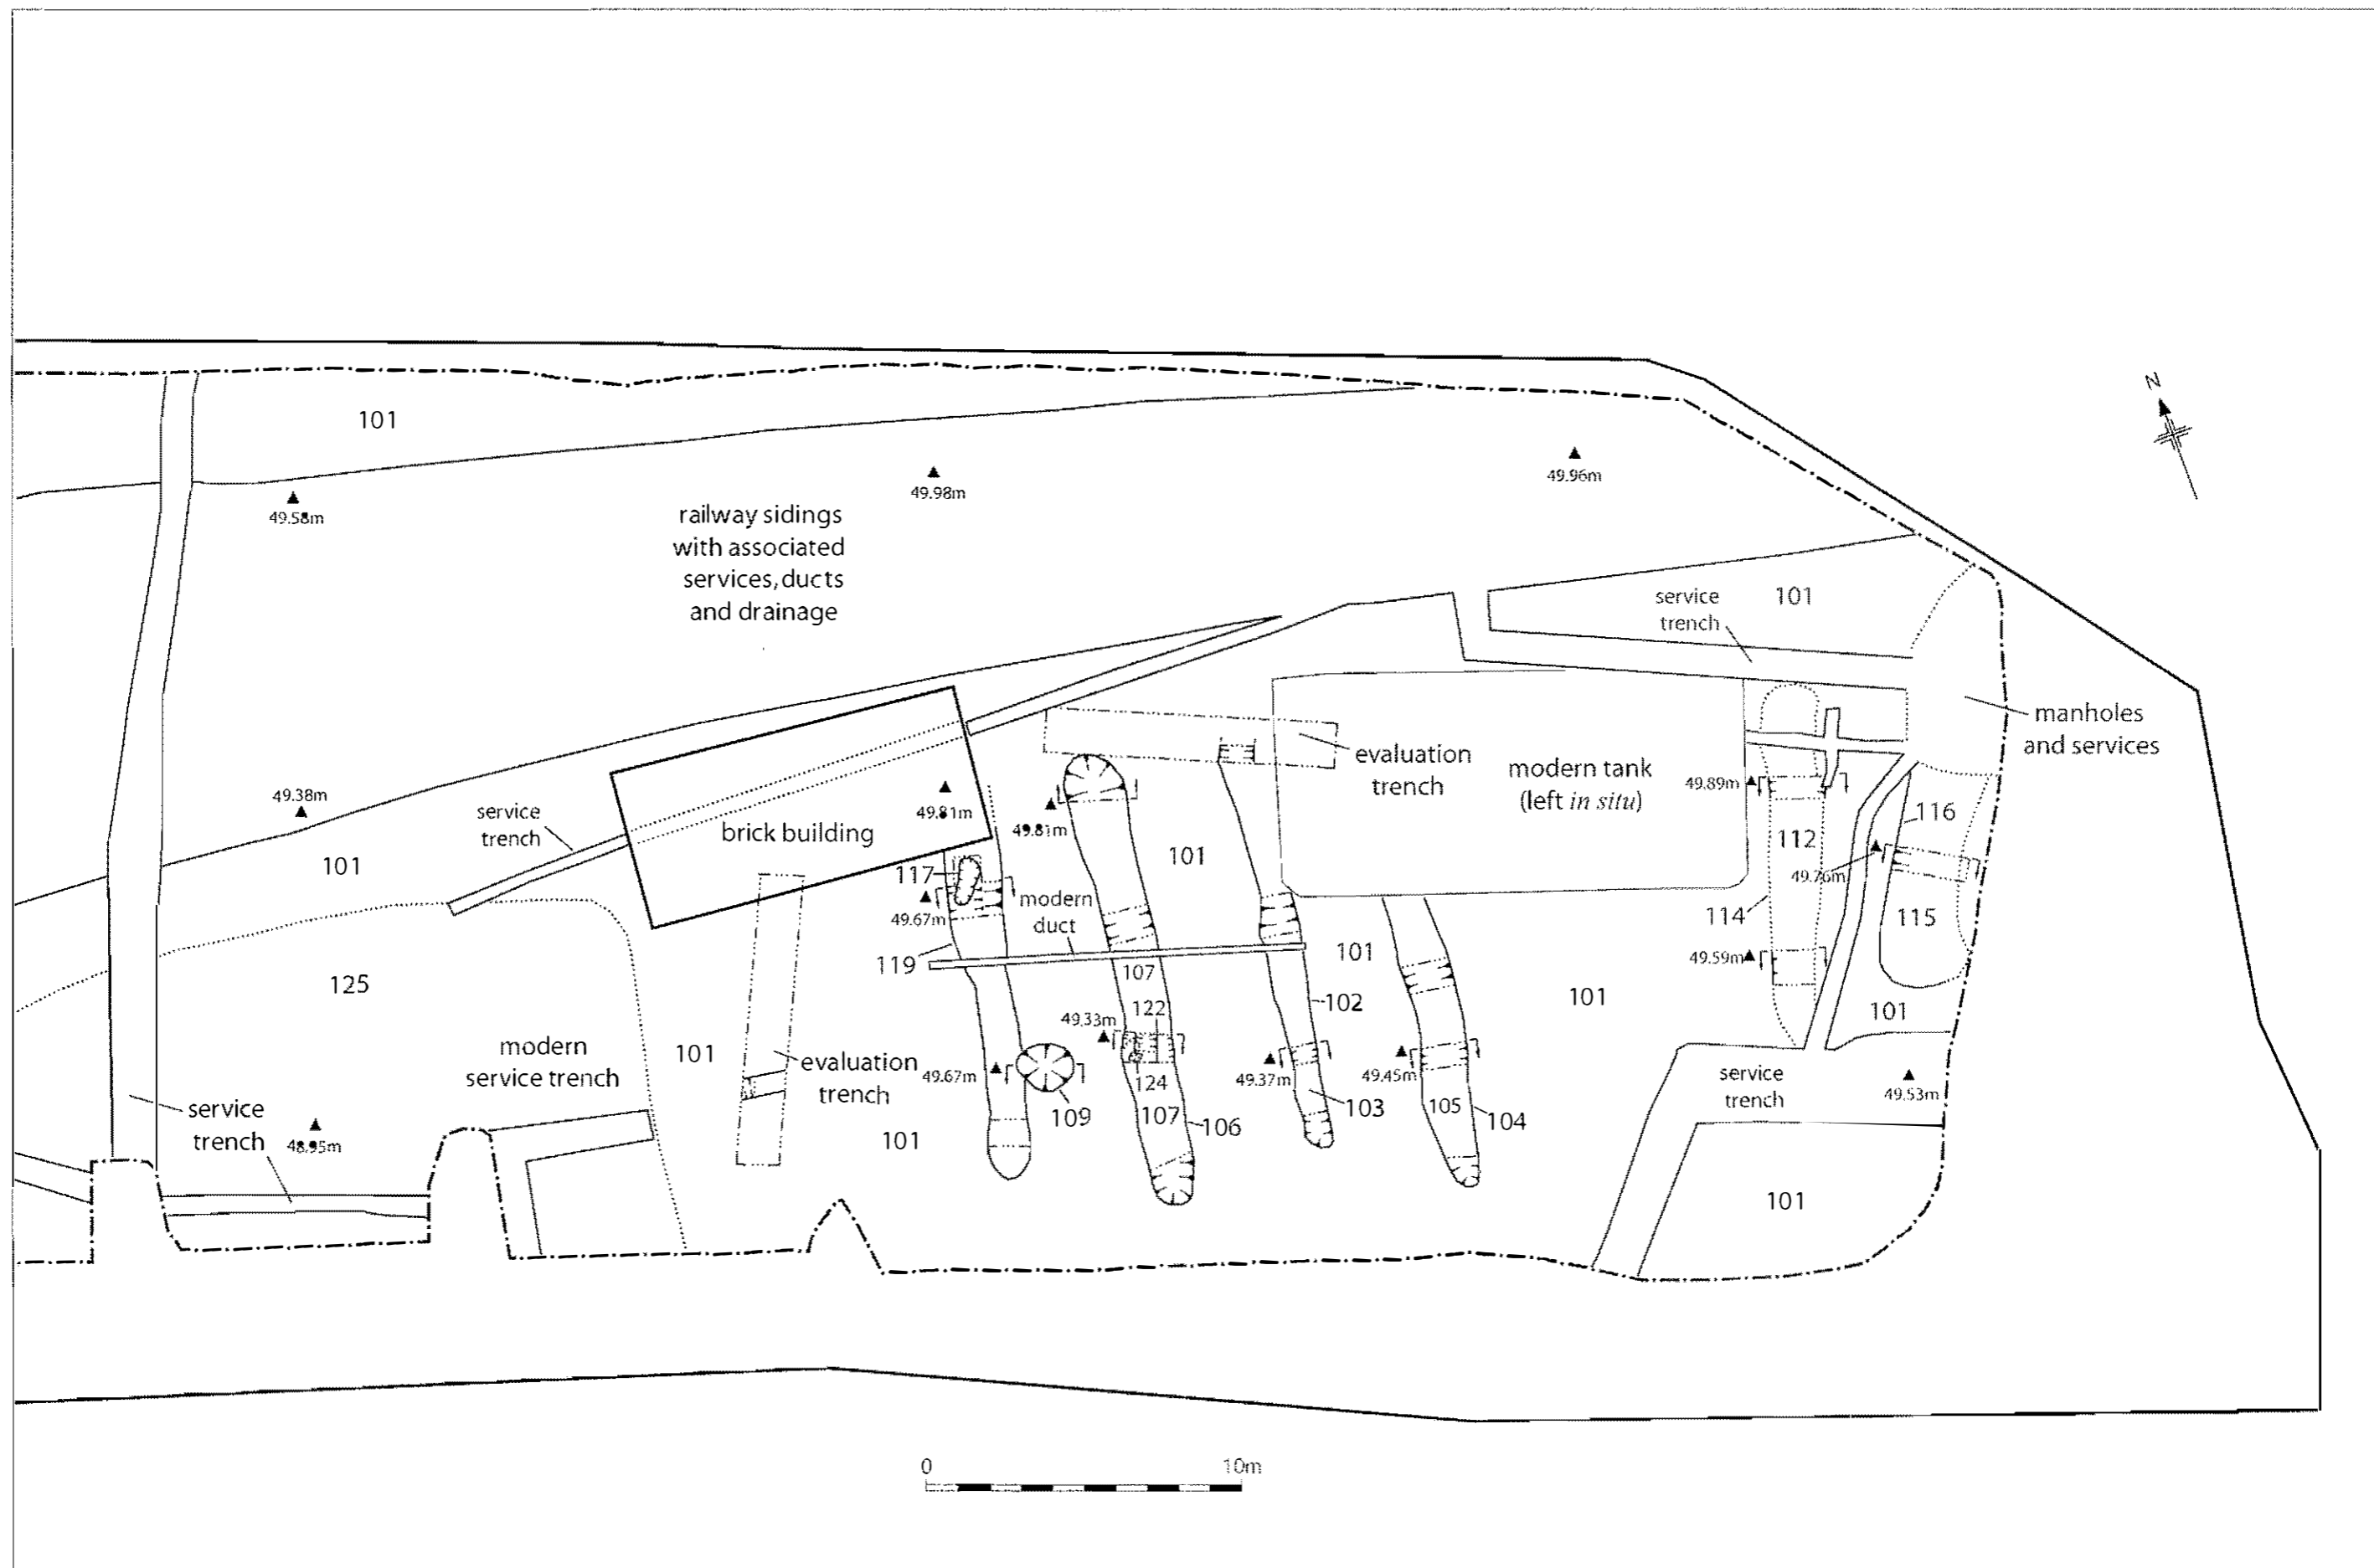 101
N
49.96m
49.98m
49.58m
railway sidings
with associated
services, ducts
and drainage
service
trench
101
manholes
and services
evaluation
trench
modern tank
(left in situ)
49.89m
49.38m
service
trench
brick building
49.81m
49.81m
101
112
116
101
117
49.67m
modern
duct
49.76m
114
115
119
101
49.59m
125
107
101
102
101
122
49.33m
modern
service trench
101
evaluation
trench
49.67m
124
49.37m
49.45m
service
trench
49.53m
service
trench
48.95m
109
107
106
103
105
104
101
101
0
10m